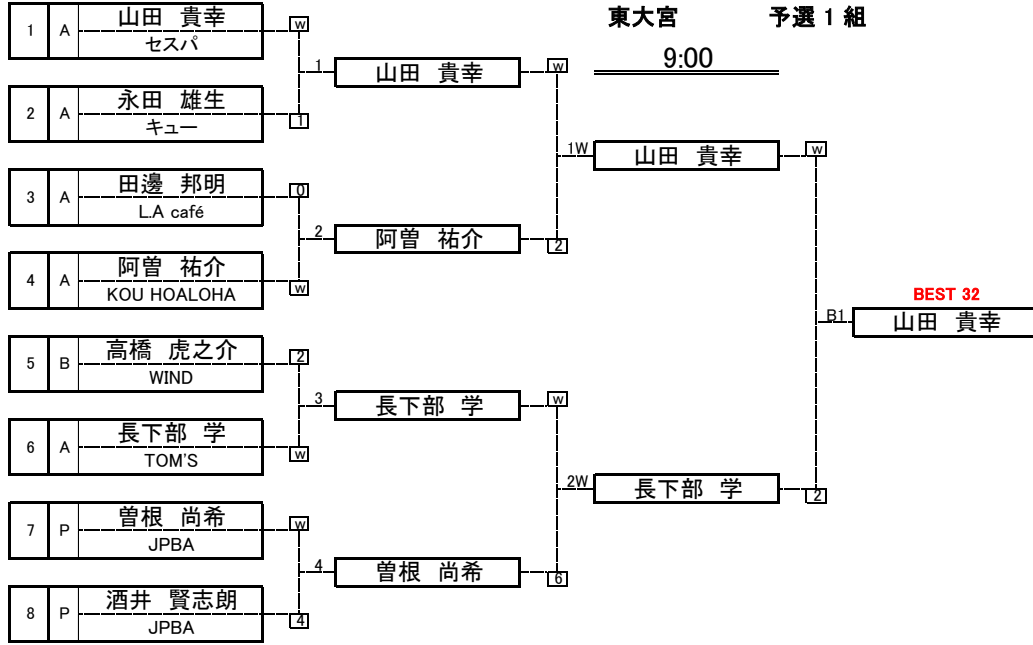 東大宮 予選 1 組
9:00
1 A 山田 貴幸 w
セスパ
1 山田 貴幸 w
2 A 永田 雄生 1
キュー
1W 山田 貴幸 w
3 A 田邊 邦明 0
L.A café
2 阿曽 祐介 2
4 A 阿曽 祐介 w
KOU HOALOHA
BEST 32
B1 山田 貴幸
5 B 高橋 虎之介 2
WIND
3 長下部 学 w
6 A 長下部 学 w
TOM'S
2W 長下部 学 2
7 P 曽根 尚希 w
JPBA
4 曽根 尚希 6
8 P 酒井 賢志朗 4
JPBA